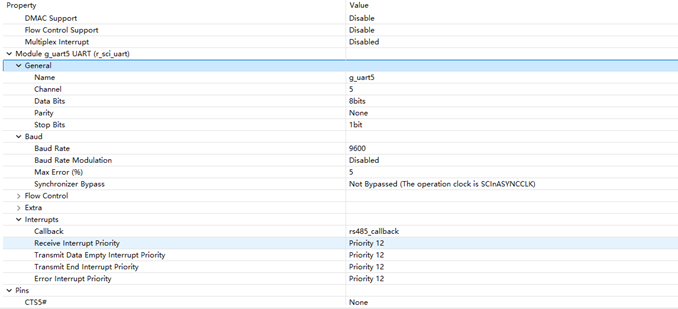 Property Value
DMAC Support Disable
Flow Control Support Disable
Multiplex Interrupt Disabled
Module g_uart5 UART (r_sci_uart)
General
Name g_uart5
Channel 5
Data Bits 8bits
Parity None
Stop Bits 1bit
Baud
Baud Rate 9600
Baud Rate Modulation Disabled
Max Error (%) 5
Synchronizer Bypass Not Bypassed (The operation clock is SCInASYNCCLK)
Flow Control
Extra
Interrupts
Callback rs485_callback
Receive Interrupt Priority Priority 12
Transmit Data Empty Interrupt Priority Priority 12
Transmit End Interrupt Priority Priority 12
Error Interrupt Priority Priority 12
Pins
CTS5# None